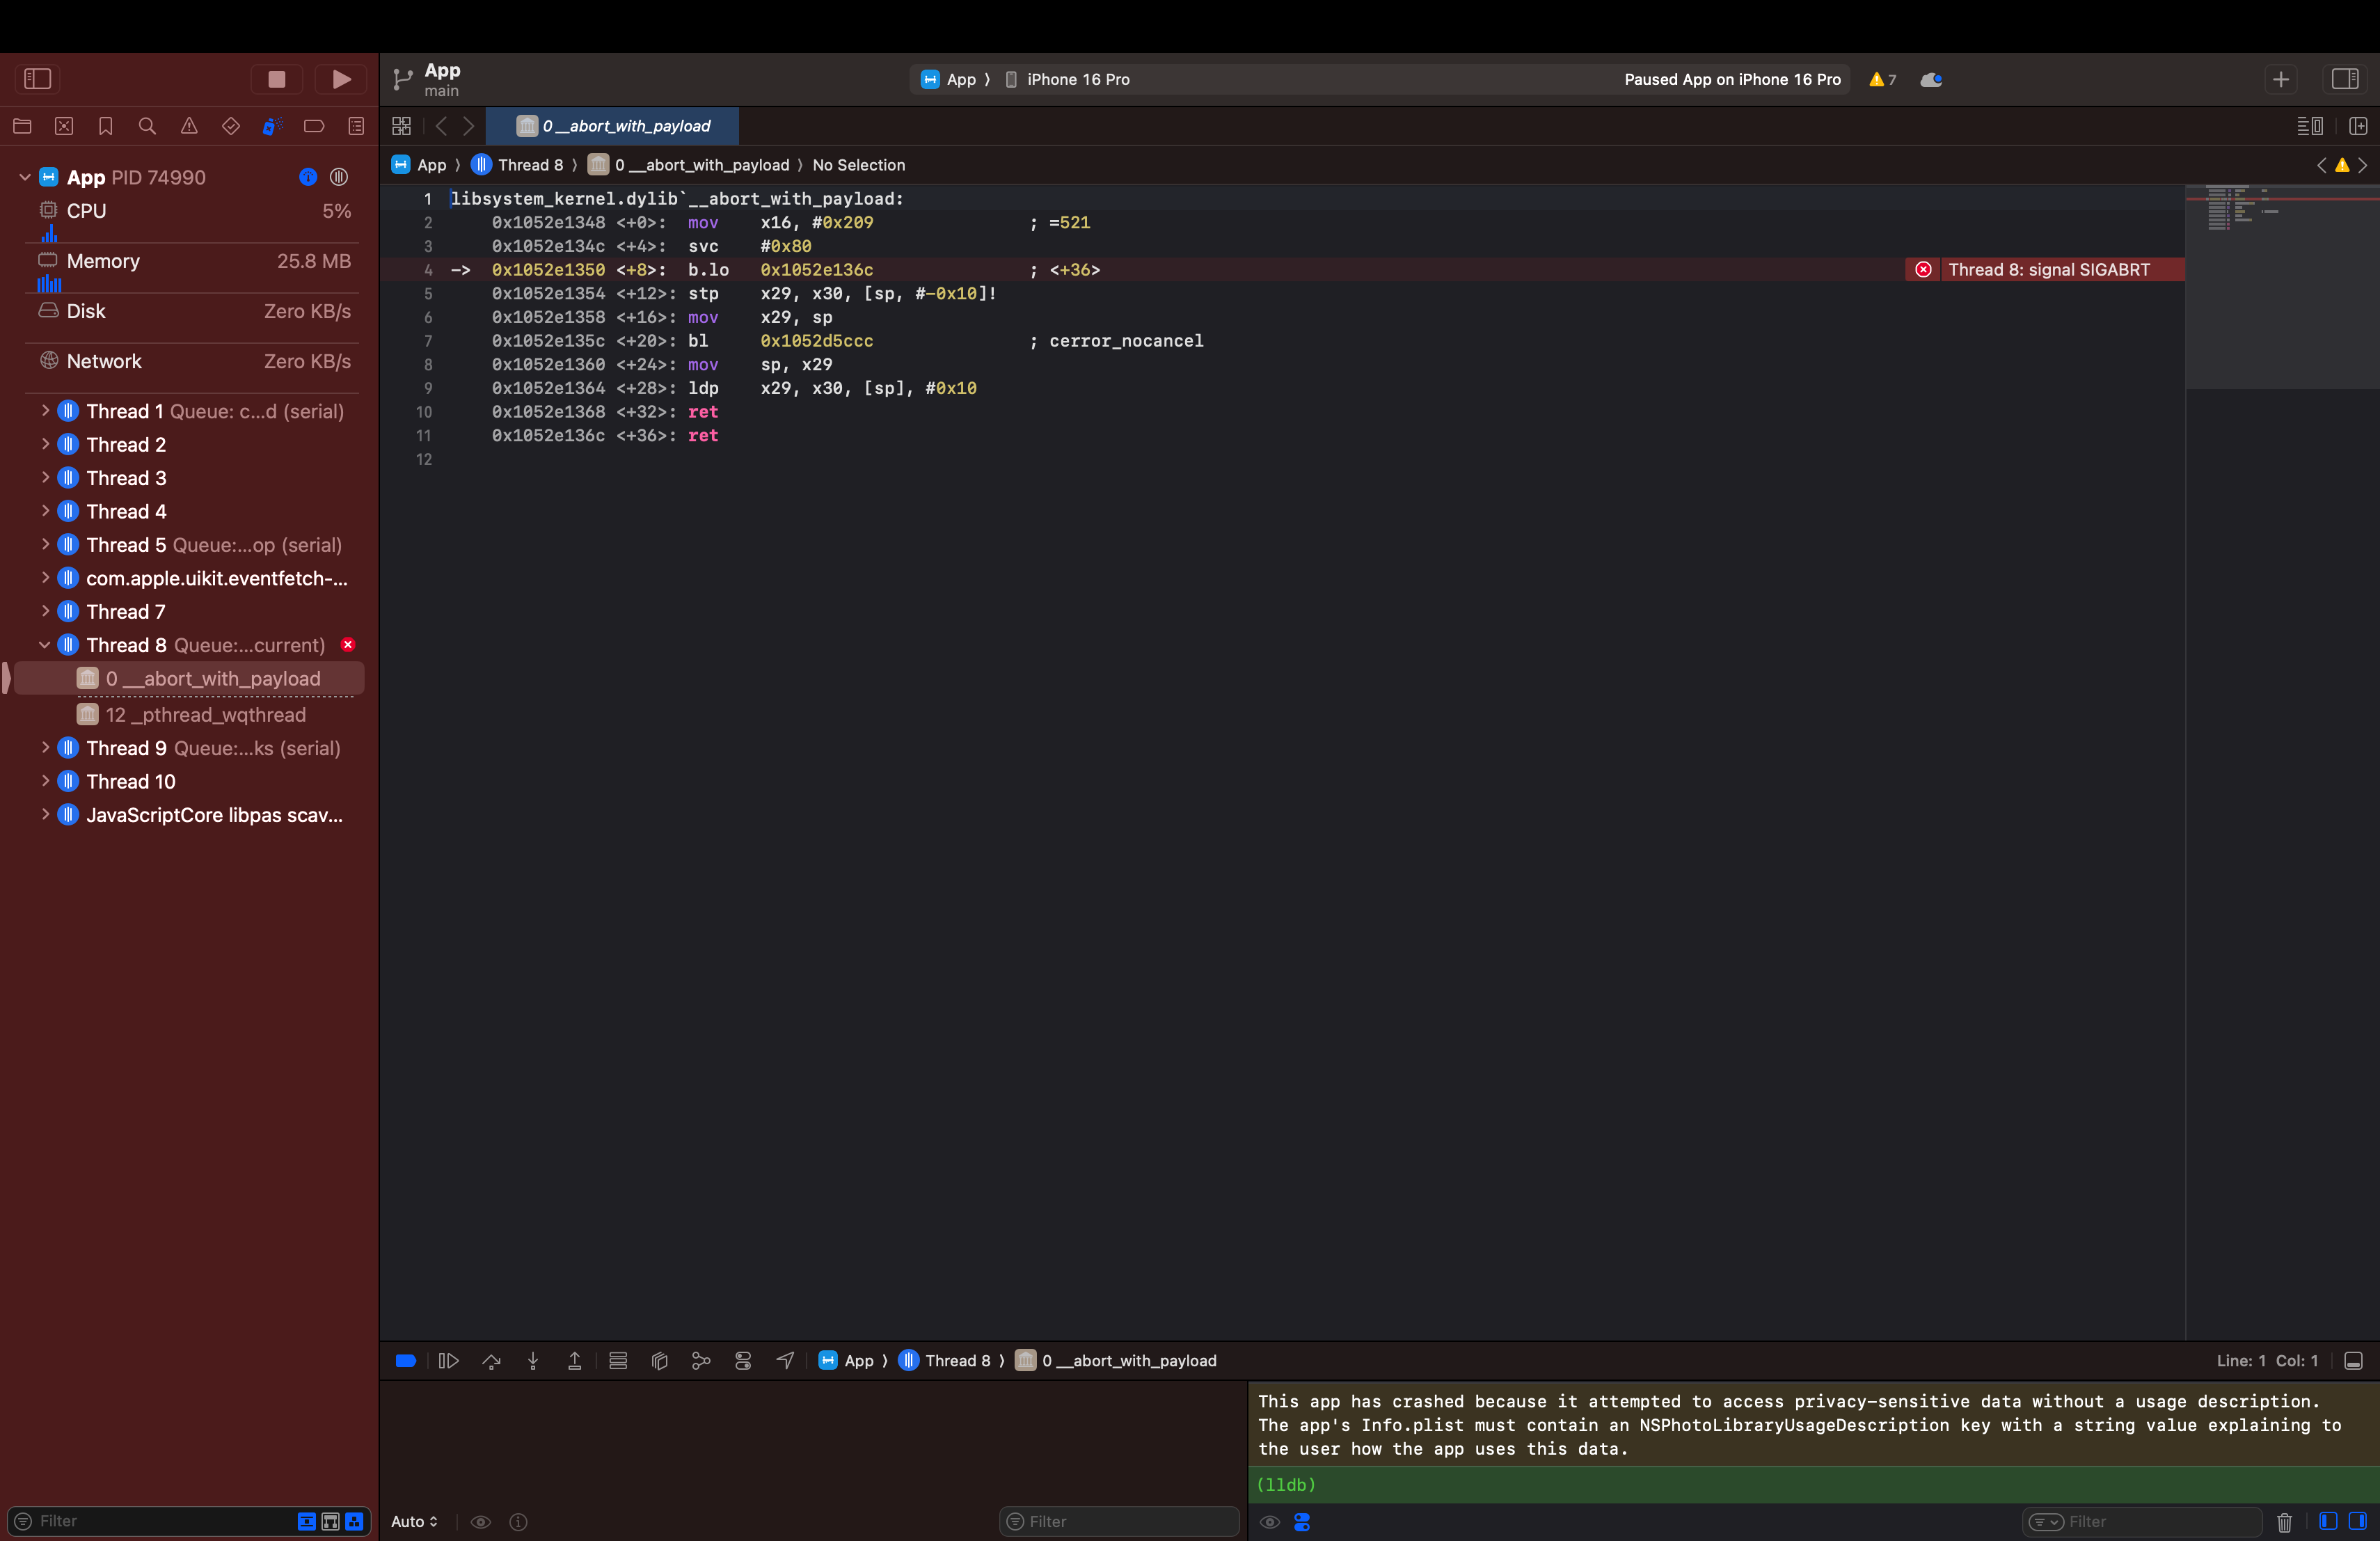 App
main
App
iPhone 16 Pro
Paused App on iPhone 16 Pro
7
0 __abort_with_payload
App PID 74990
CPU 5%
Memory 25.8 MB
Disk Zero KB/s
Network Zero KB/s
Thread 1 Queue: c...d (serial)
Thread 2
Thread 3
Thread 4
Thread 5 Queue:...op (serial)
com.apple.uikit.eventfetch-...
Thread 7
Thread 8 Queue:...current)
0 __abort_with_payload
12 _pthread_wqthread
Thread 9 Queue:...ks (serial)
Thread 10
JavaScriptCore libpas scav...
Filter
App 〉 Thread 8 〉 0 __abort_with_payload 〉 No Selection
1 libsystem_kernel.dylib`__abort_with_payload:
2 0x1052e1348 <+0>: mov x16, #0x209 ; =521
3 0x1052e134c <+4>: svc #0x80
4 -> 0x1052e1350 <+8>: b.lo 0x1052e136c ; <+36>
Thread 8: signal SIGABRT
5 0x1052e1354 <+12>: stp x29, x30, [sp, #-0x10]!
6 0x1052e1358 <+16>: mov x29, sp
7 0x1052e135c <+20>: bl 0x1052d5ccc ; cerror_nocancel
8 0x1052e1360 <+24>: mov sp, x29
9 0x1052e1364 <+28>: ldp x29, x30, [sp], #0x10
10 0x1052e1368 <+32>: ret
11 0x1052e136c <+36>: ret
12
App 〉 Thread 8 〉 0 __abort_with_payload
Line: 1 Col: 1
This app has crashed because it attempted to access privacy-sensitive data without a usage description.
The app's Info.plist must contain an NSPhotoLibraryUsageDescription key with a string value explaining to
the user how the app uses this data.
(lldb)
Auto
Filter
Filter